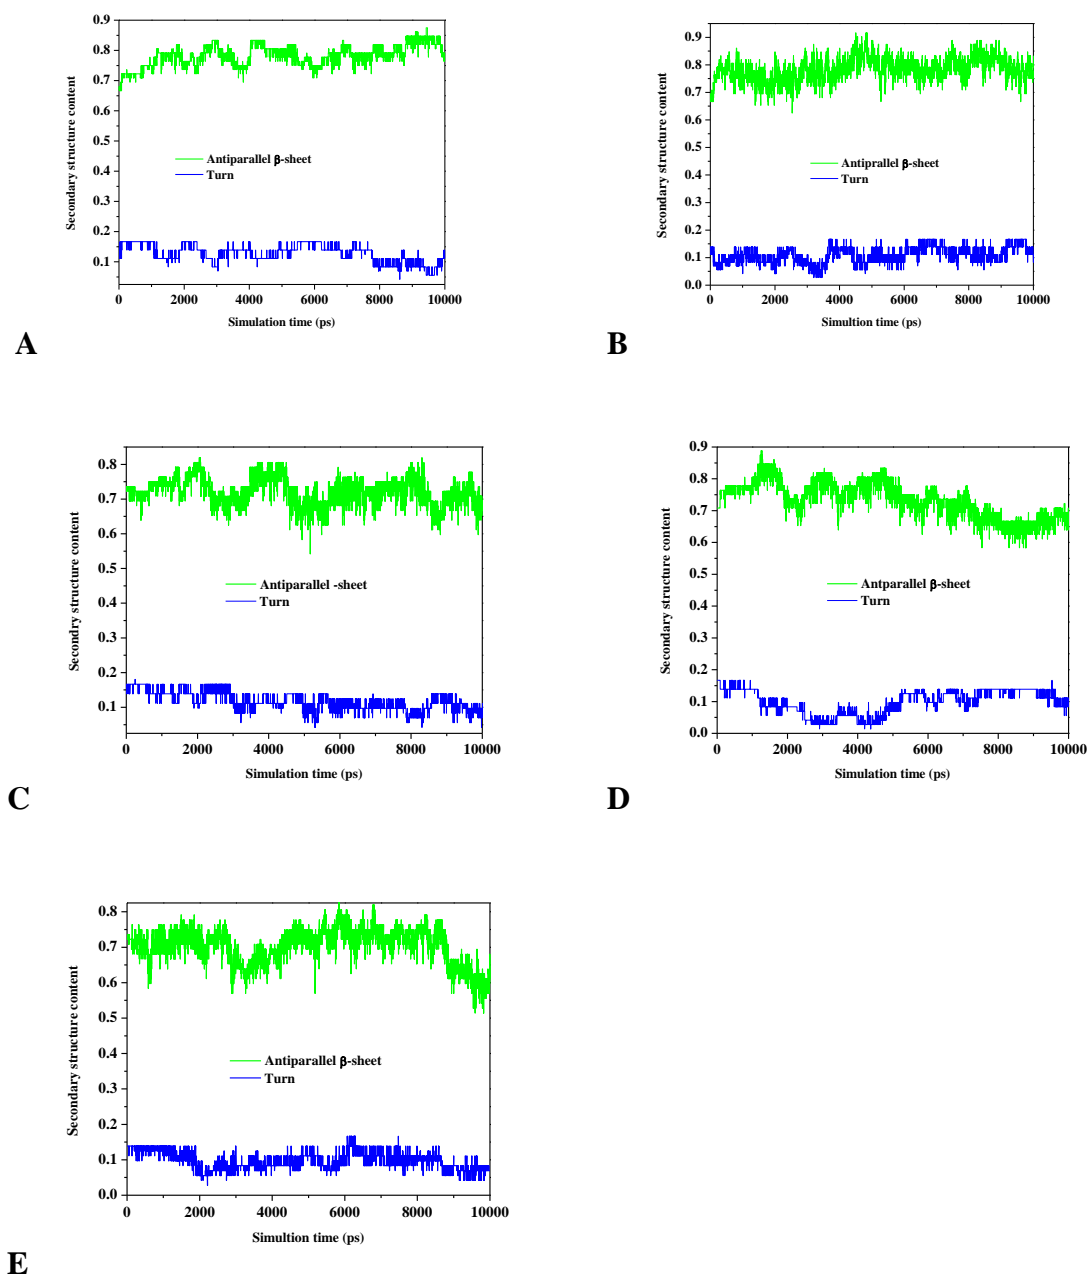 0.9
0.8
0.7
0.6
0.5
0.4
0.3
0.2
0.1
Secondary structure content
Antiparallel β-sheet
Turn
0 2000 4000 6000 8000 10000
Simulation time (ps)
A
0.9
0.8
0.7
0.6
0.5
0.4
0.3
0.2
0.1
0.0
Secondary structure content
Antiprallel β-sheet
Turn
0 2000 4000 6000 8000 10000
Simultion time (ps)
B
0.8
0.7
0.6
0.5
0.4
0.3
0.2
0.1
Secondry structure content
Antiparallel -sheet
Turn
0 2000 4000 6000 8000 10000
Simulation time (ps)
C
0.9
0.8
0.7
0.6
0.5
0.4
0.3
0.2
0.1
0.0
Secondary structure content
Antparallel β-sheet
Turn
0 2000 4000 6000 8000 10000
Simulation time (ps)
D
0.8
0.7
0.6
0.5
0.4
0.3
0.2
0.1
0.0
Secondary structure content
Antiparallel β-sheet
Turn
0 2000 4000 6000 8000 10000
Simultion time (ps)
E